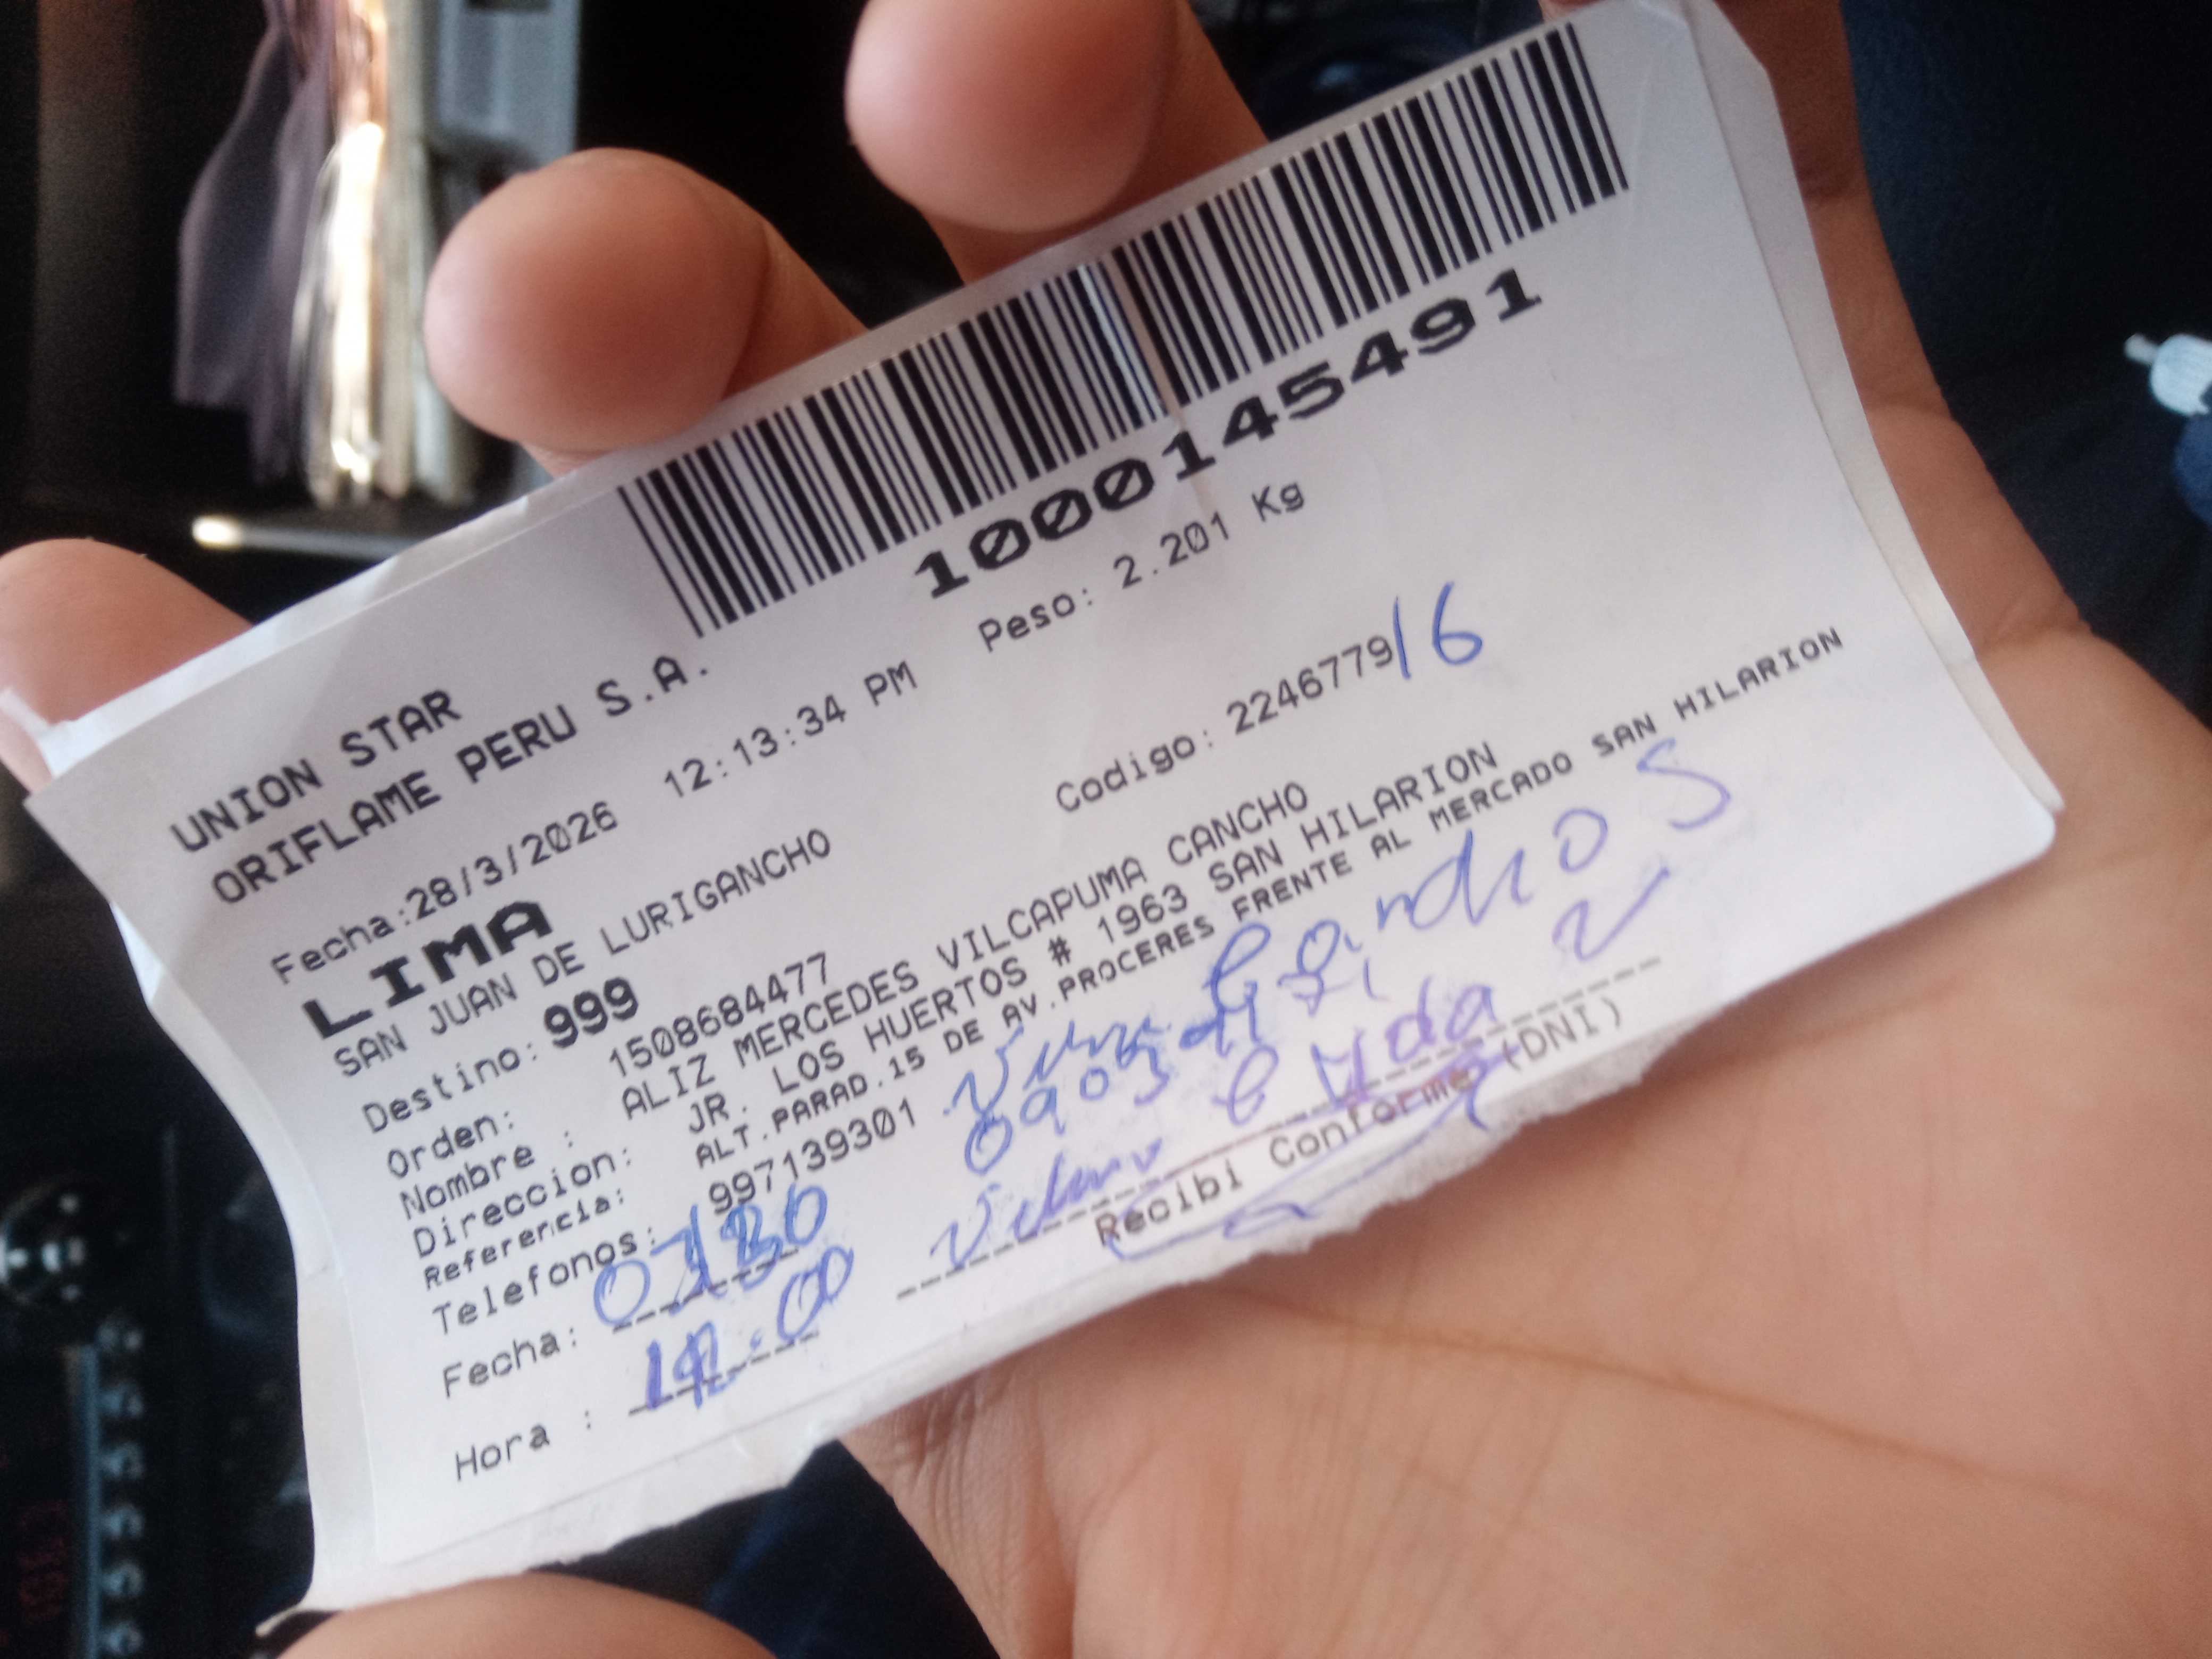 100014549​1
UNION STAR
ORIFLAME PERU S.A.
Fecha:28/3/2026 12:13:34 PM Peso: 2.201 Kg
LIMA
SAN JUAN DE LURIGANCHO Codigo: 2246779/6
Destino: 999
Orden: 1508684477
Nombre : ALIZ MERCEDES VILCAPUMA CANCHO
Direccion: JR. LOS HUERTOS # 1963 SAN HILARION
Referencia: ALT.PARAD.15 DE AV.PROCERES FRENTE AL MERCADO SAN HILARION
Telefonos: 997139301
Fecha:
Hora :
Recibi Conforme (DNI)